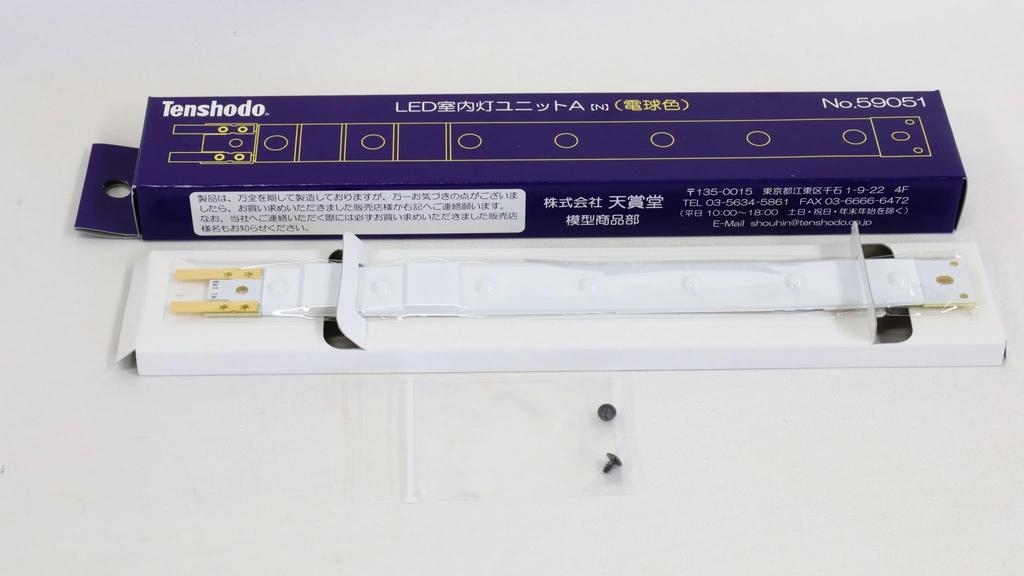 Tenshodo
LED室内灯ユニットA [N] (電球色)
No.59051
製品は、万全を期して製造しておりますが、万一お気づきの点がございま
したら、お買い求めいただきました販売店様か右記へご連絡願います。
なお、当社へご連絡いただく際には必ずお買い求めいただきました販売店
様名もお知らせください。
株式会社 天賞堂
模型商品部
〒135-0015 東京都江東区千石1-9-22 4F
TEL 03-5634-5861 FAX 03-6666-6472
(平日 10:00~18:00 土日・祝日・年末年始を除く)
E-Mail shouhin@tenshodo.co.jp